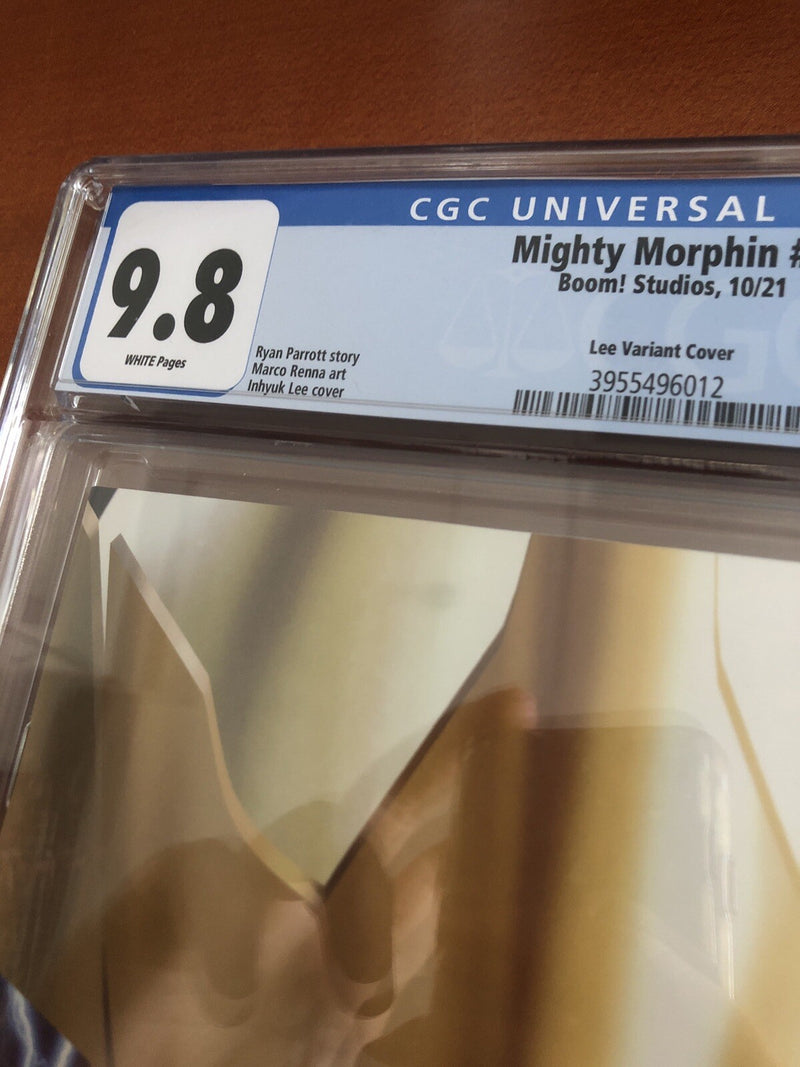 CGC UNIVERSAL
9.8
WHITE Pages
Mighty Morphin #
Boom! Studios, 10/21
Ryan Parrott story
Marco Renna art
Inhyuk Lee cover
Lee Variant Cover
3955496012